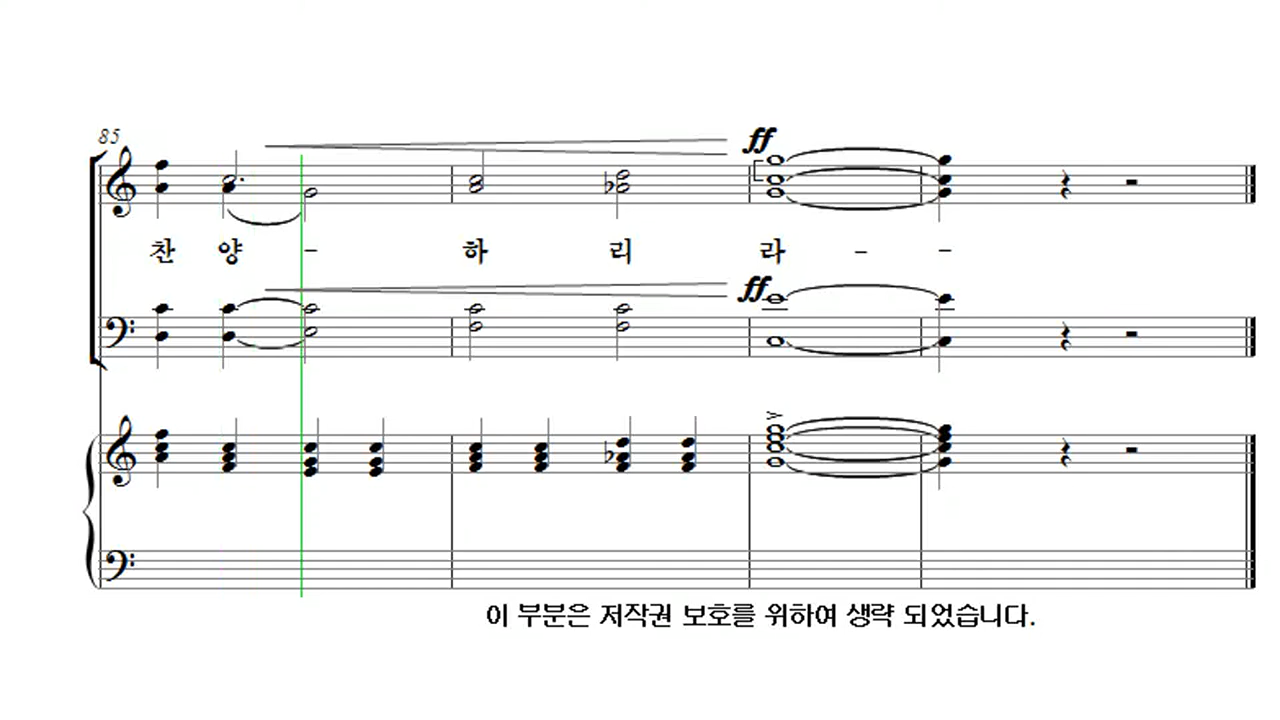 85
ff
찬 양 - 하 리 라 - -
ff
이 부분은 저작권 보호를 위하여 생략 되었습니다.